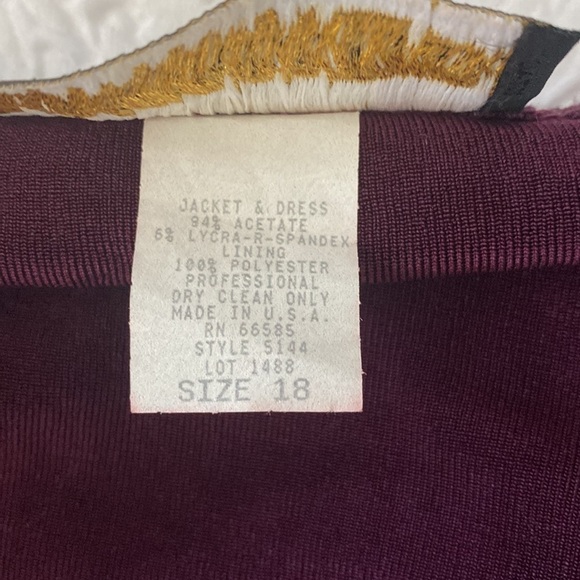 JACKET & DRESS
94% ACETATE
6% LYCRA-R-SPANDEX
LINING
100% POLYESTER
PROFESSIONAL
DRY CLEAN ONLY
MADE IN U.S.A.
RN 66585
STYLE 5144
LOT 1488
SIZE 18